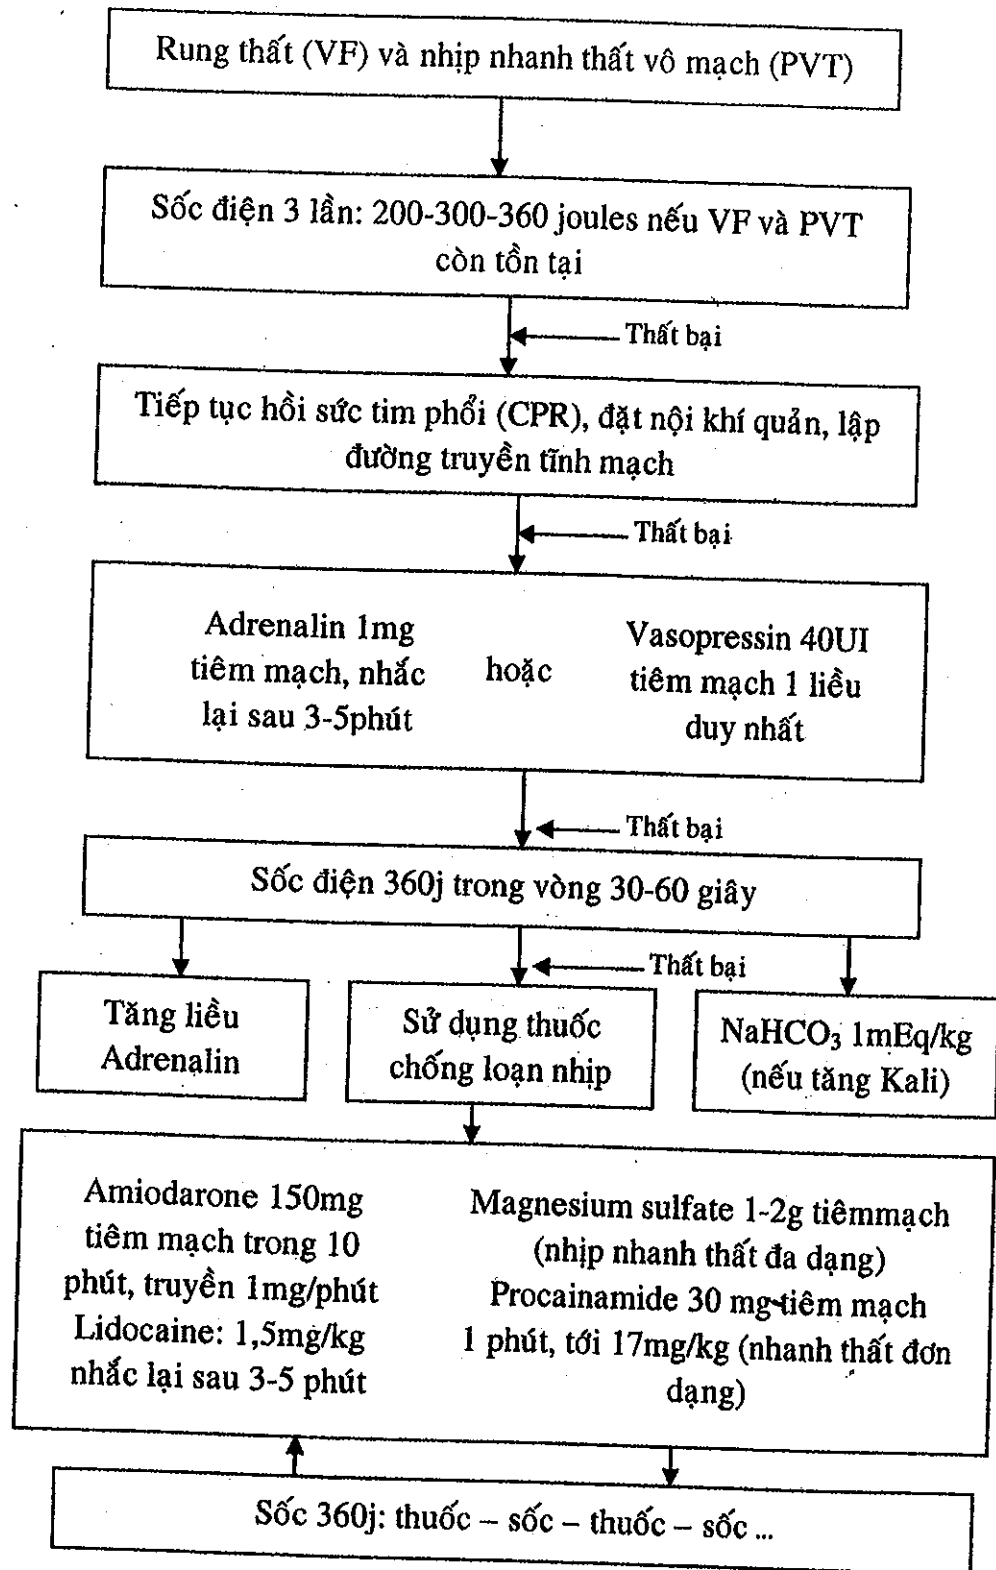 Rung thất (VF) và nhịp nhanh thất vô mạch (PVT)
Sốc điện 3 lần: 200-300-360 joules nếu VF và PVT
còn tồn tại
Thất bại
Tiếp tục hồi sức tim phổi (CPR), đặt nội khí quản, lập
đường truyền tĩnh mạch
Thất bại
Adrenalin 1mg
tiêm mạch, nhắc
lại sau 3-5phút
hoặc
Vasopressin 40UI
tiêm mạch 1 liều
duy nhất
Thất bại
Sốc điện 360j trong vòng 30-60 giây
Thất bại
Tăng liều
Adrenalin
Sử dụng thuốc
chống loạn nhịp
NaHCO₃ 1mEq/kg
(nếu tăng Kali)
Amiodarone 150mg
tiêm mạch trong 10
phút, truyền 1mg/phút
Lidocaine: 1,5mg/kg
nhắc lại sau 3-5 phút
Magnesium sulfate 1-2g tiêmmạch
(nhịp nhanh thất đa dạng)
Procainamide 30 mg tiêm mạch
1 phút, tới 17mg/kg (nhanh thất đơn
dạng)
Sốc 360j: thuốc – sốc – thuốc – sốc ...